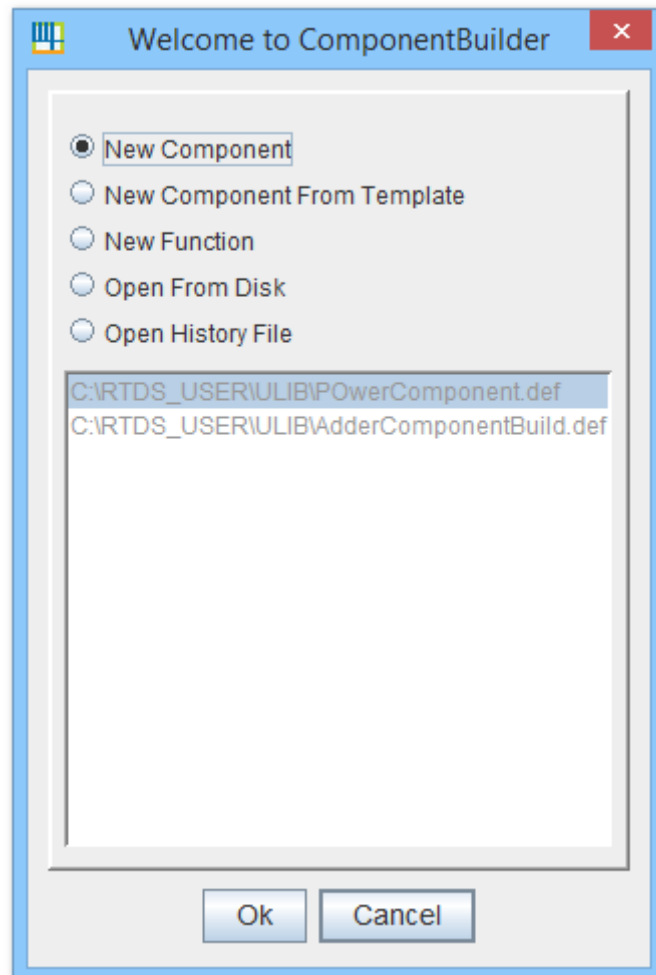 Welcome to ComponentBuilder
New Component
New Component From Template
New Function
Open From Disk
Open History File
C:\RTDS_USER\ULIB\POwerComponent.def
C:\RTDS_USER\ULIB\AdderComponentBuild.def
Ok Cancel